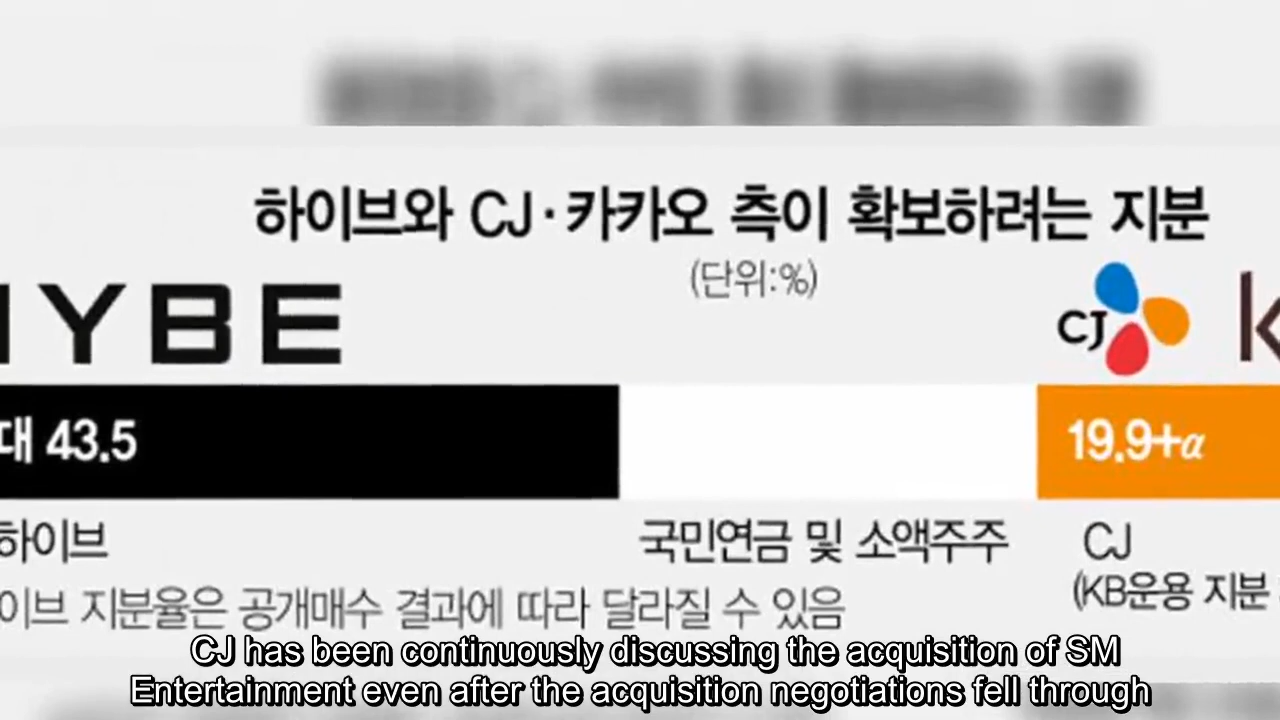 하이브와 CJ·카카오 측이 확보하려는 지분
(단위:%)
HYBE
CJ
대 43.5
19.9+α
하이브
국민연금 및 소액주주
CJ
(KB운용 지분
이브 지분율은 공개매수 결과에 따라 달라질 수 있음
CJ has been continuously discussing the acquisition of SM
Entertainment even after the acquisition negotiations fell through